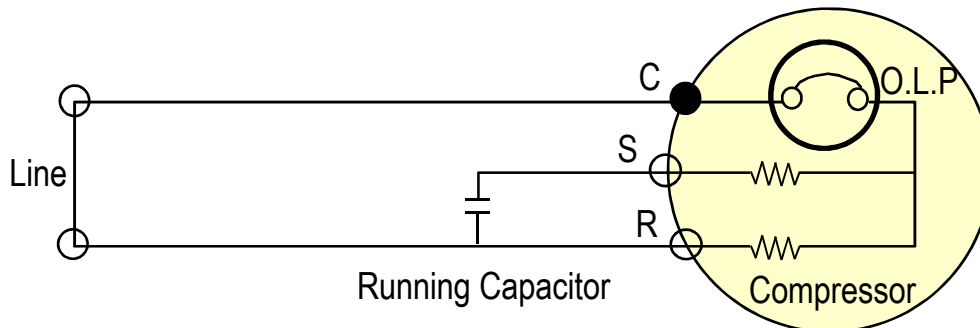 C
O.L.P
S
Line
R
Running Capacitor
Compressor